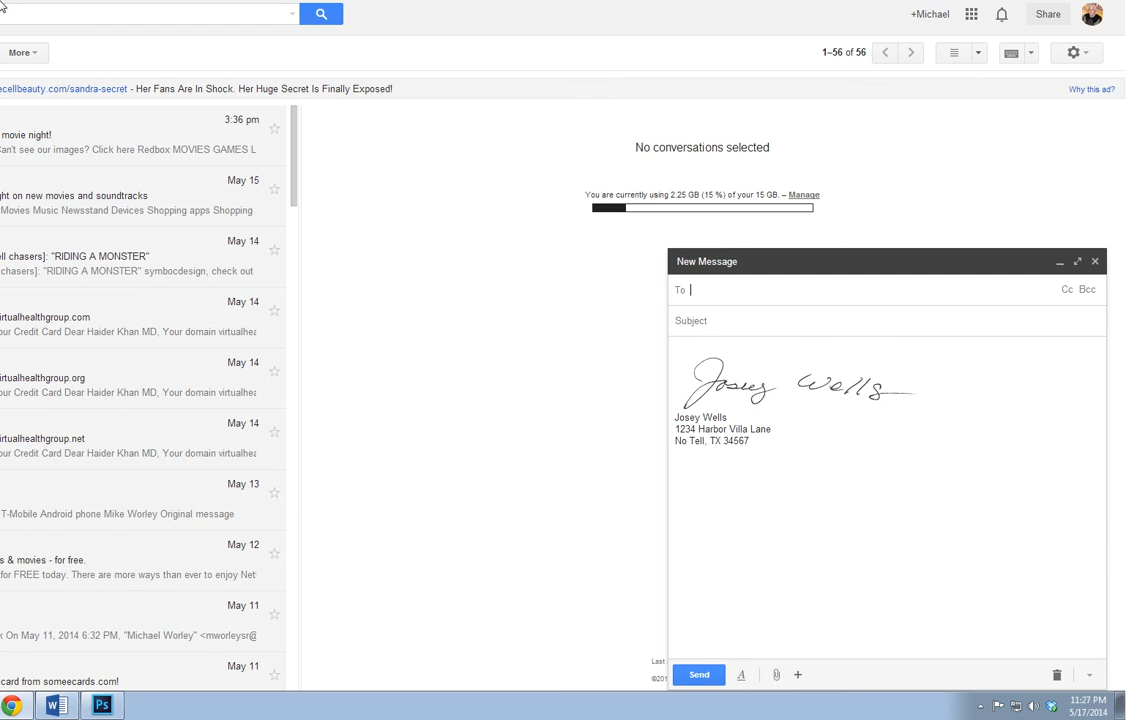 +Michael
Share
More
1–56 of 56
ecellbeauty.com/sandra-secret - Her Fans Are In Shock. Her Huge Secret Is Finally Exposed!
Why this ad?
3:36 pm
movie night!
Can't see our images? Click here Redbox MOVIES GAMES L
May 15
ght on new movies and soundtracks
Movies Music Newsstand Devices Shopping apps Shopping
May 14
ell chasers]: "RIDING A MONSTER"
chasers]: "RIDING A MONSTER" symbocdesign, check out
May 14
irtualhealthgroup.com
our Credit Card Dear Haider Khan MD, Your domain virtualhea
May 14
irtualhealthgroup.org
our Credit Card Dear Haider Khan MD, Your domain virtualhea
May 14
irtualhealthgroup.net
our Credit Card Dear Haider Khan MD, Your domain virtualhea
May 13
T-Mobile Android phone Mike Worley Original message
May 12
s & movies - for free.
for FREE today. There are more ways than ever to enjoy Net
May 11
k On May 11, 2014 6:32 PM, "Michael Worley" <mworleysr@
May 11
card from someecards.com!
No conversations selected
You are currently using 2.25 GB (15 %) of your 15 GB. – Manage
New Message
To
Cc Bcc
Subject
Josey Wells
Josey Wells
1234 Harbor Villa Lane
No Tell, TX 34567
Last
©201
Send
A
W
Ps
11:27 PM
5/17/2014